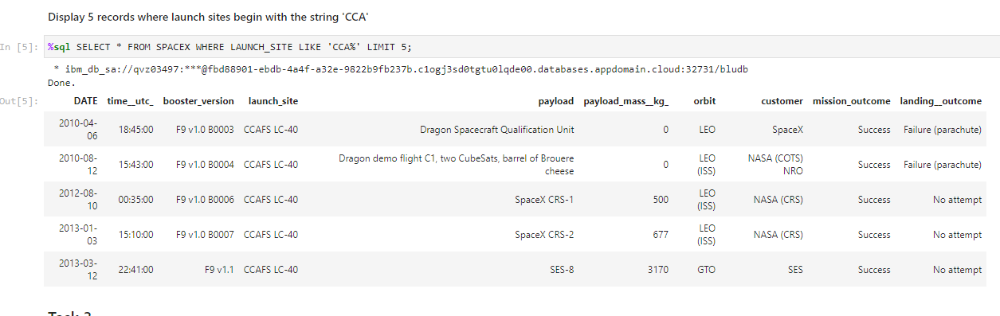 Display 5 records where launch sites begin with the string 'CCA'
In [5]: %sql SELECT * FROM SPACEX WHERE LAUNCH_SITE LIKE 'CCA%' LIMIT 5;
* ibm_db_sa://qvz03497:***@fbd88901-ebdb-4a4f-a32e-9822b9fb237b.c1ogj3sd0tgtu0lqde00.databases.appdomain.cloud:32731/bludb
Done.
Out[5]: DATE time__utc_ booster_version launch_site payload payload_mass__kg_ orbit customer mission_outcome landing__outcome
2010-04-06 18:45:00 F9 v1.0 B0003 CCAFS LC-40 Dragon Spacecraft Qualification Unit 0 LEO SpaceX Success Failure (parachute)
2010-08-12 15:43:00 F9 v1.0 B0004 CCAFS LC-40 Dragon demo flight C1, two CubeSats, barrel of Brouere cheese 0 LEO (ISS) NASA (COTS) NRO Success Failure (parachute)
2012-08-10 00:35:00 F9 v1.0 B0006 CCAFS LC-40 SpaceX CRS-1 500 LEO (ISS) NASA (CRS) Success No attempt
2013-01-03 15:10:00 F9 v1.0 B0007 CCAFS LC-40 SpaceX CRS-2 677 LEO (ISS) NASA (CRS) Success No attempt
2013-03-12 22:41:00 F9 v1.1 CCAFS LC-40 SES-8 3170 GTO SES Success No attempt